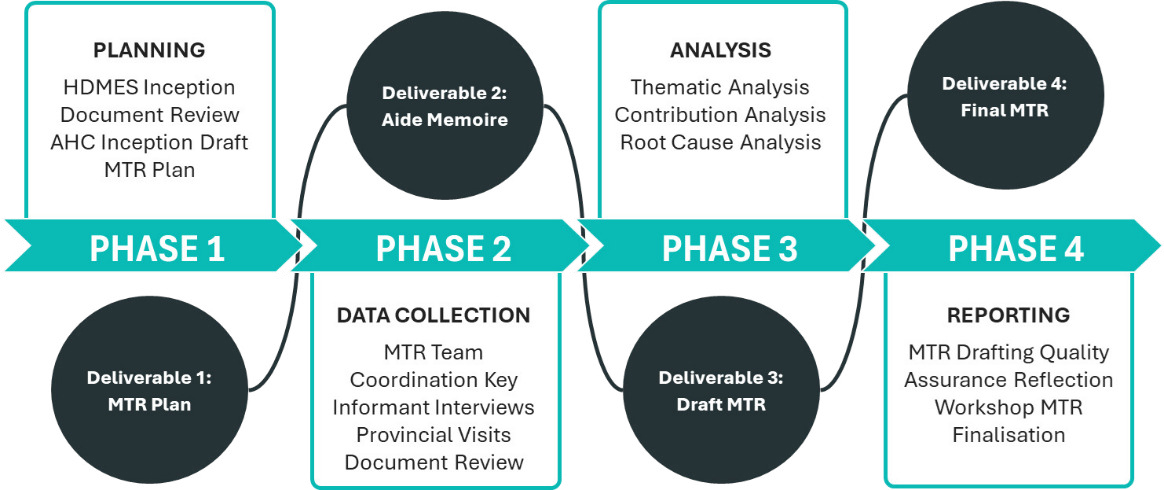 PLANNING
HDMES Inception
Document Review
AHC Inception Draft
MTR Plan
Deliverable 2:
Aide Memoire
ANALYSIS
Thematic Analysis
Contribution Analysis
Root Cause Analysis
Deliverable 4:
Final MTR
PHASE 1
PHASE 2
PHASE 3
PHASE 4
Deliverable 1:
MTR Plan
DATA COLLECTION
MTR Team
Coordination Key
Informant Interviews
Provincial Visits
Document Review
Deliverable 3:
Draft MTR
REPORTING
MTR Drafting Quality
Assurance Reflection
Workshop MTR
Finalisation